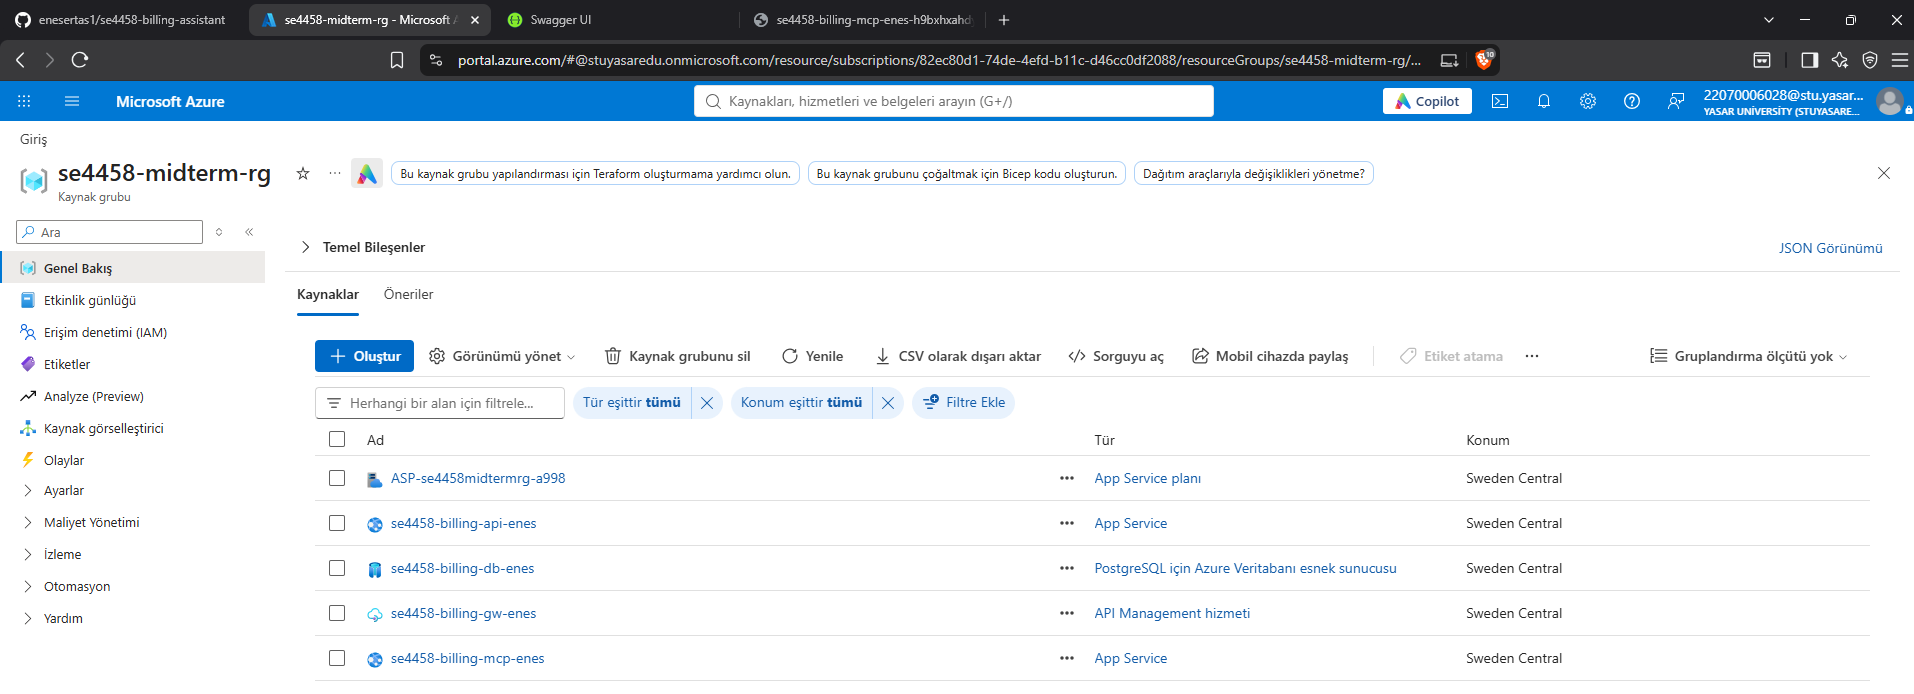 enesertas1/se4458-billing-assistant
se4458-midterm-rg - Microsoft A
Swagger UI
se4458-billing-mcp-enes-h9bxhxahd
portal.azure.com/#@stuyasaredu.onmicrosoft.com/resource/subscriptions/82ec80d1-74de-4efd-b11c-d46cc0df2088/resourceGroups/se4458-midterm-rg/...
10
Microsoft Azure
Kaynakları, hizmetleri ve belgeleri arayın (G+/)
Copilot
22070006028@stu.yasar...
YASAR UNİVERSİTY (STUYASARE...
Giriş
se4458-midterm-rg
Kaynak grubu
Bu kaynak grubu yapılandırması için Terraform oluşturmama yardımcı olun.
Bu kaynak grubunu çoğaltmak için Bicep kodu oluşturun.
Dağıtım araçlarıyla değişiklikleri yönetme?
Ara
Genel Bakış
Etkinlik günlüğü
Erişim denetimi (IAM)
Etiketler
Analyze (Preview)
Kaynak görselleştirici
Olaylar
Ayarlar
Maliyet Yönetimi
İzleme
Otomasyon
Yardım
Temel Bileşenler
JSON Görünümü
Kaynaklar
Öneriler
Oluştur
Görünümü yönet
Kaynak grubunu sil
Yenile
CSV olarak dışarı aktar
Sorguyu aç
Mobil cihazda paylaş
Etiket atama
Gruplandırma ölçütü yok
Herhangi bir alan için filtrele...
Tür eşittir tümü
Konum eşittir tümü
Filtre Ekle
Ad Tür Konum
ASP-se4458midtermrg-a998 App Service planı Sweden Central
se4458-billing-api-enes App Service Sweden Central
se4458-billing-db-enes PostgreSQL için Azure Veritabanı esnek sunucusu Sweden Central
se4458-billing-gw-enes API Management hizmeti Sweden Central
se4458-billing-mcp-enes App Service Sweden Central